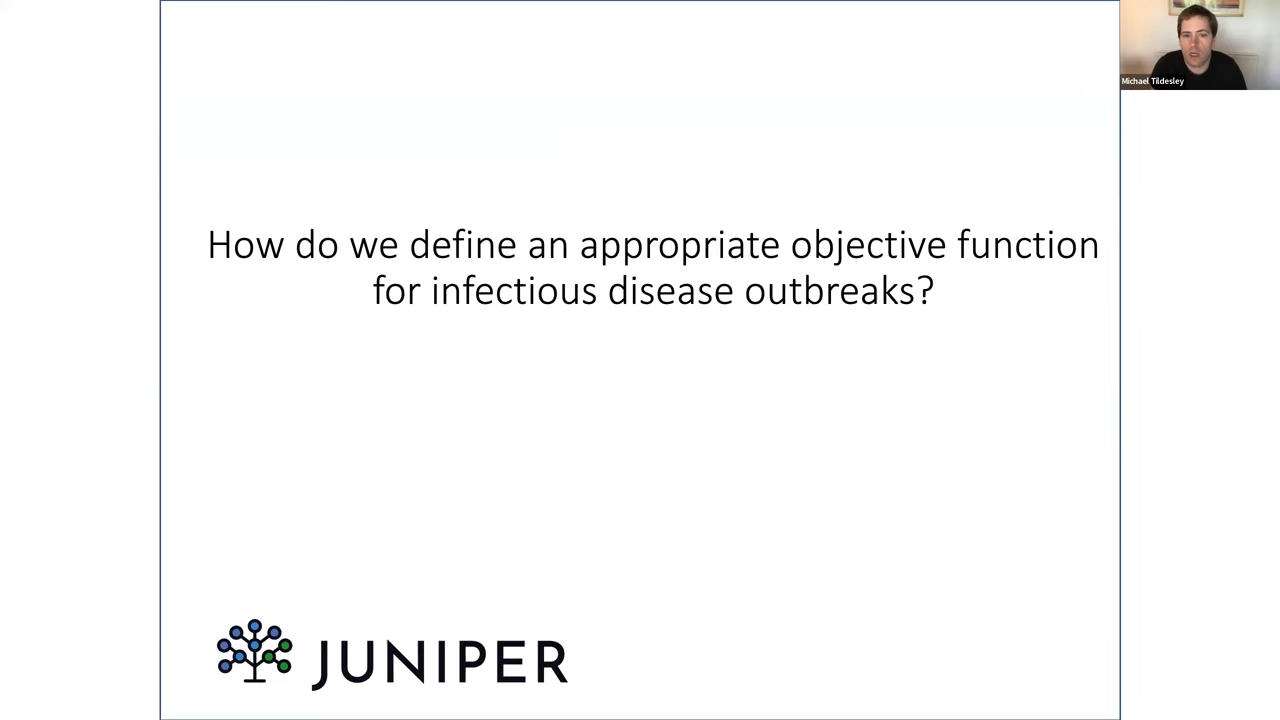 Michael Tildesley
How do we define an appropriate objective function
for infectious disease outbreaks?
JUNIPER